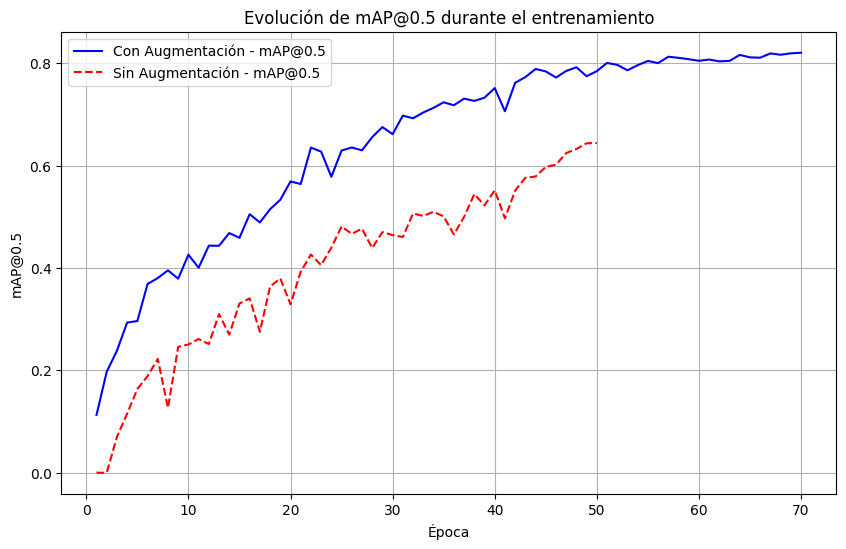 Evolución de mAP@0.5 durante el entrenamiento
Con Augmentación - mAP@0.5
Sin Augmentación - mAP@0.5
mAP@0.5
0.8
0.6
0.4
0.2
0.0
0 10 20 30 40 50 60 70
Época